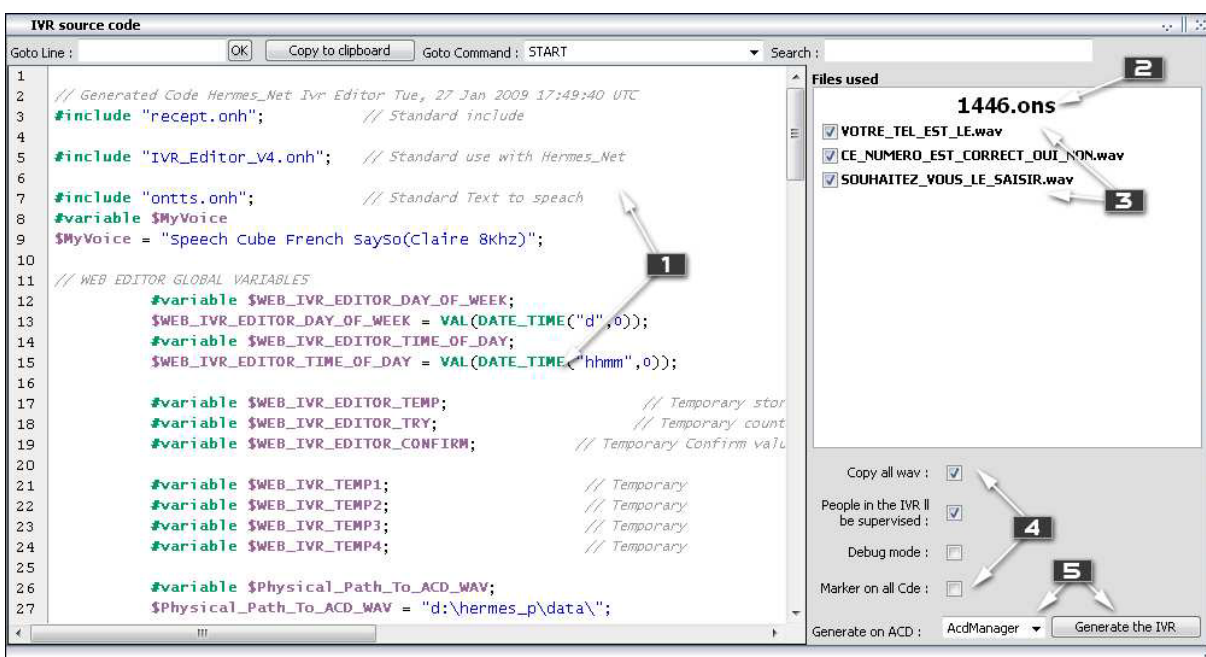 IVR source code
Goto Line : OK Copy to clipboard Goto Command : START Search :
1
2 // Generated Code Hermes_Net Ivr Editor Tue, 27 Jan 2009 17:49:40 UTC
3 #include "recept.onh"; // Standard include
4
5 #include "IVR_Editor_V4.onh"; // Standard use with Hermes_Net
6
7 #include "ontts.onh"; // Standard Text to speach
8 #variable $MyVoice
9 $MyVoice = "Speech Cube French SaySo(Claire 8Khz)";
10
11 // WEB EDITOR GLOBAL VARIABLES
12 #variable $WEB_IVR_EDITOR_DAY_OF_WEEK;
13 $WEB_IVR_EDITOR_DAY_OF_WEEK = VAL(DATE_TIME("d",0));
14 #variable $WEB_IVR_EDITOR_TIME_OF_DAY;
15 $WEB_IVR_EDITOR_TIME_OF_DAY = VAL(DATE_TIME("hhmm",0));
16
17 #variable $WEB_IVR_EDITOR_TEMP; // Temporary stor
18 #variable $WEB_IVR_EDITOR_TRY; // Temporary count
19 #variable $WEB_IVR_EDITOR_CONFIRM; // Temporary Confirm valu
20
21 #variable $WEB_IVR_TEMP1; // Temporary
22 #variable $WEB_IVR_TEMP2; // Temporary
23 #variable $WEB_IVR_TEMP3; // Temporary
24 #variable $WEB_IVR_TEMP4; // Temporary
25
26 #variable $Physical_Path_To_ACD_WAV;
27 $Physical_Path_To_ACD_WAV = "d:\hermes_p\data\";
1
Files used
2
1446.ons
VOTRE_TEL_EST_LE.wav
CE_NUMERO_EST_CORRECT_OUI_NON.wav
SOUHAITEZ_VOUS_LE_SAISIR.wav
3
Copy all wav :
People in the IVR ll
be supervised :
4
Debug mode :
Marker on all Cde :
5
Generate on ACD : AcdManager Generate the IVR